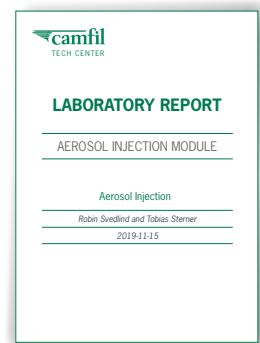 camfil
TECH CENTER
LABORATORY REPORT
AEROSOL INJECTION MODULE
Aerosol Injection
Robin Svedlind and Tobias Sterner
2019-11-15